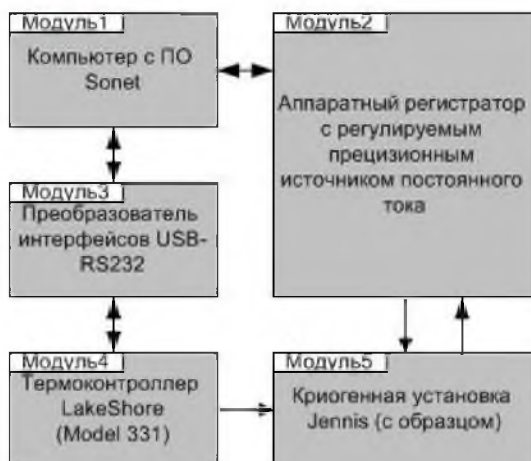 Модуль1
Компьютер с ПО
Sonet
Модуль2
Аппаратный регистратор
с регулируемым
прецизионным
источником постоянного
тока
Модуль3
Преобразователь
интерфейсов USB-
RS232
Модуль4
Термоконтроллер
LakeShore
(Model 331)
Модуль5
Криогенная установка
Jennis (с образцом)